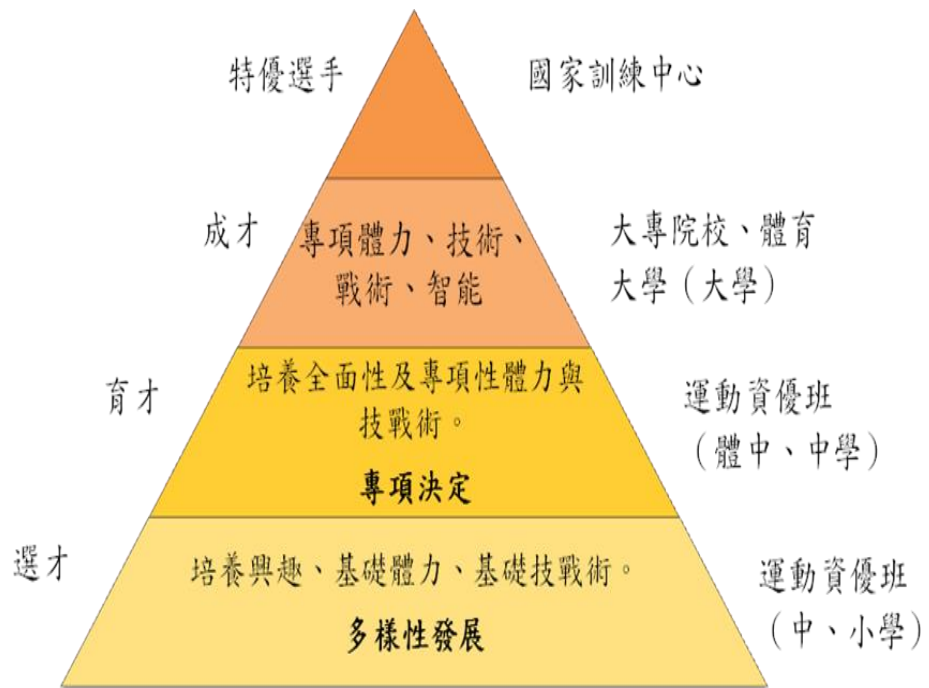 特優選手
國家訓練中心
成才
專項體力、技術、
戰術、智能
大專院校、體育
大學（大學）
育才
培養全面性及專項性體力與
技戰術。
專項決定
運動資優班
（體中、中學）
選才
培養興趣、基礎體力、基礎技戰術。
多樣性發展
運動資優班
（中、小學）